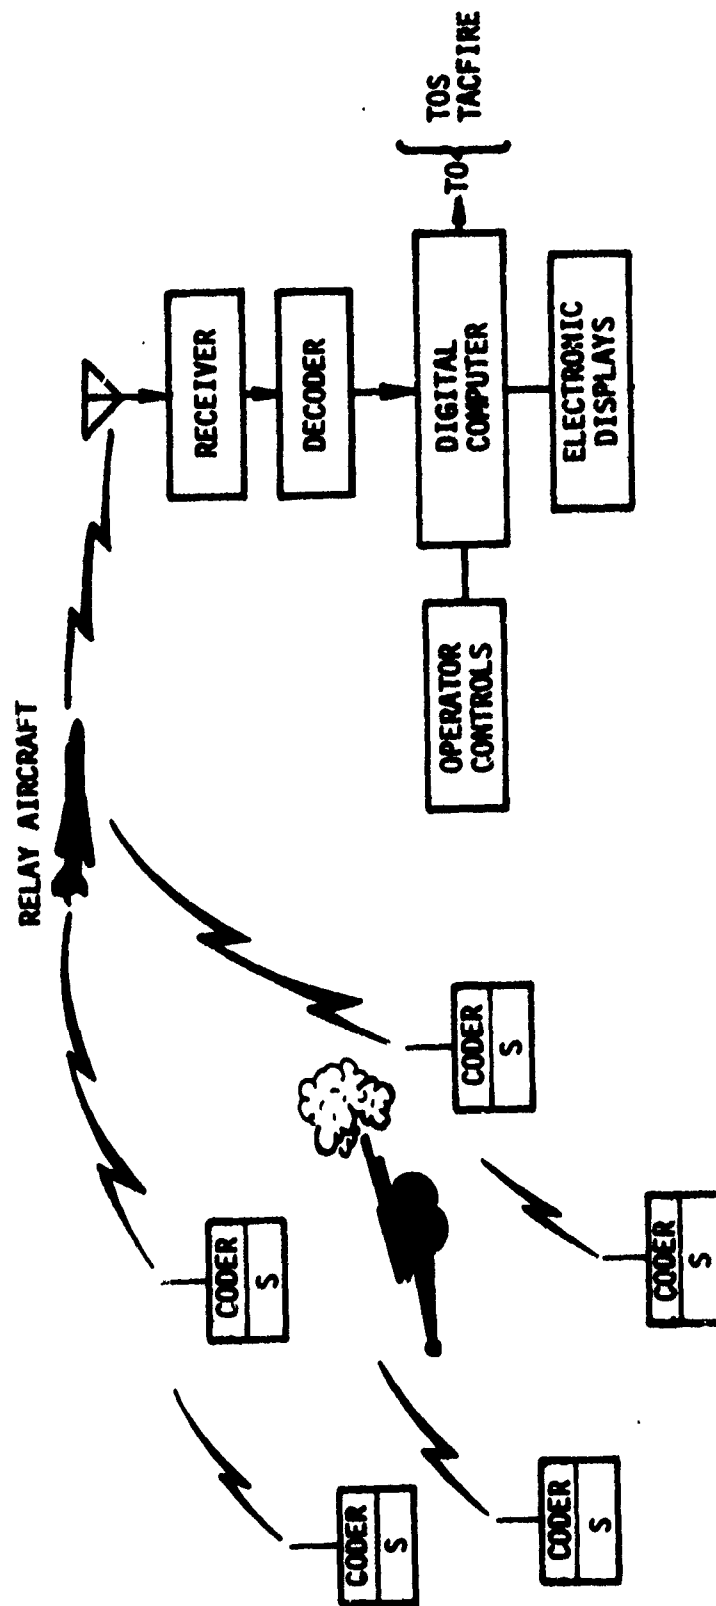 RELAY AIRCRAFT
RECEIVER
DECODER
DIGITAL
COMPUTER
TO
TOS
TACFIRE
OPERATOR
CONTROLS
ELECTRONIC
DISPLAYS
CODER
S
CODER
S
CODER
S
CODER
S
CODER
S